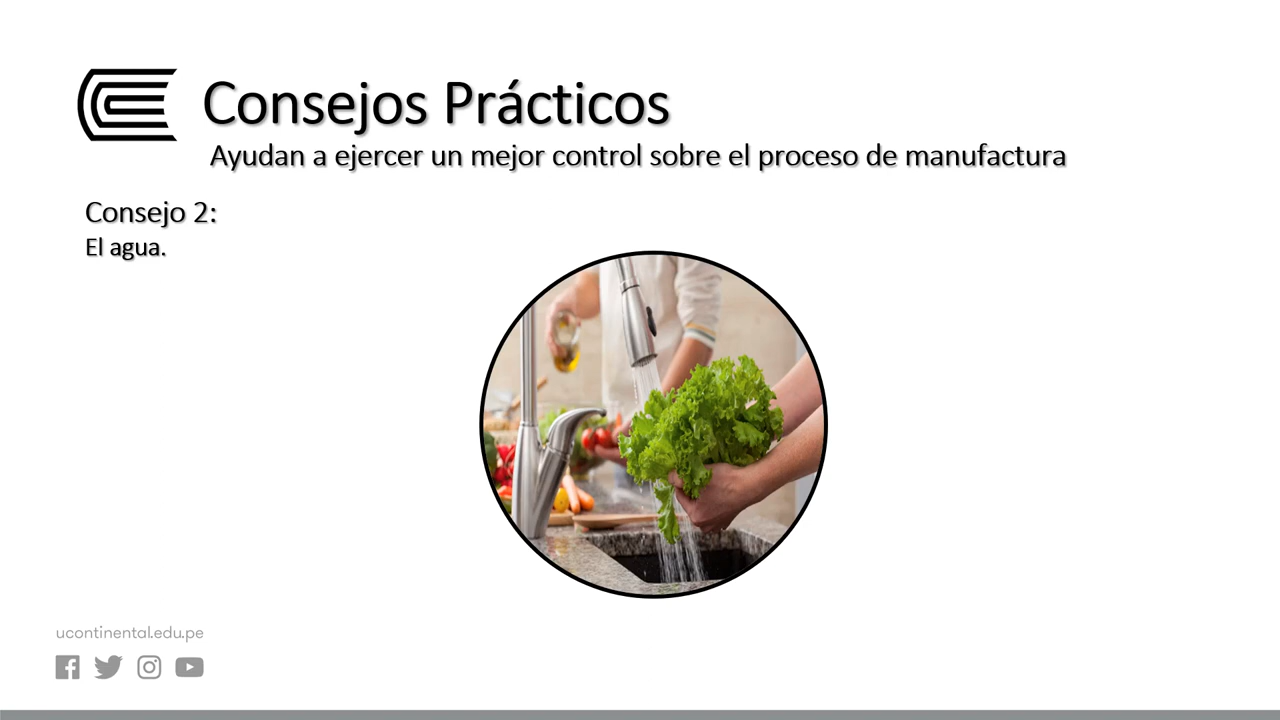 Consejos Prácticos
Ayudan a ejercer un mejor control sobre el proceso de manufactura
Consejo 2:
El agua.
ucontinental.edu.pe